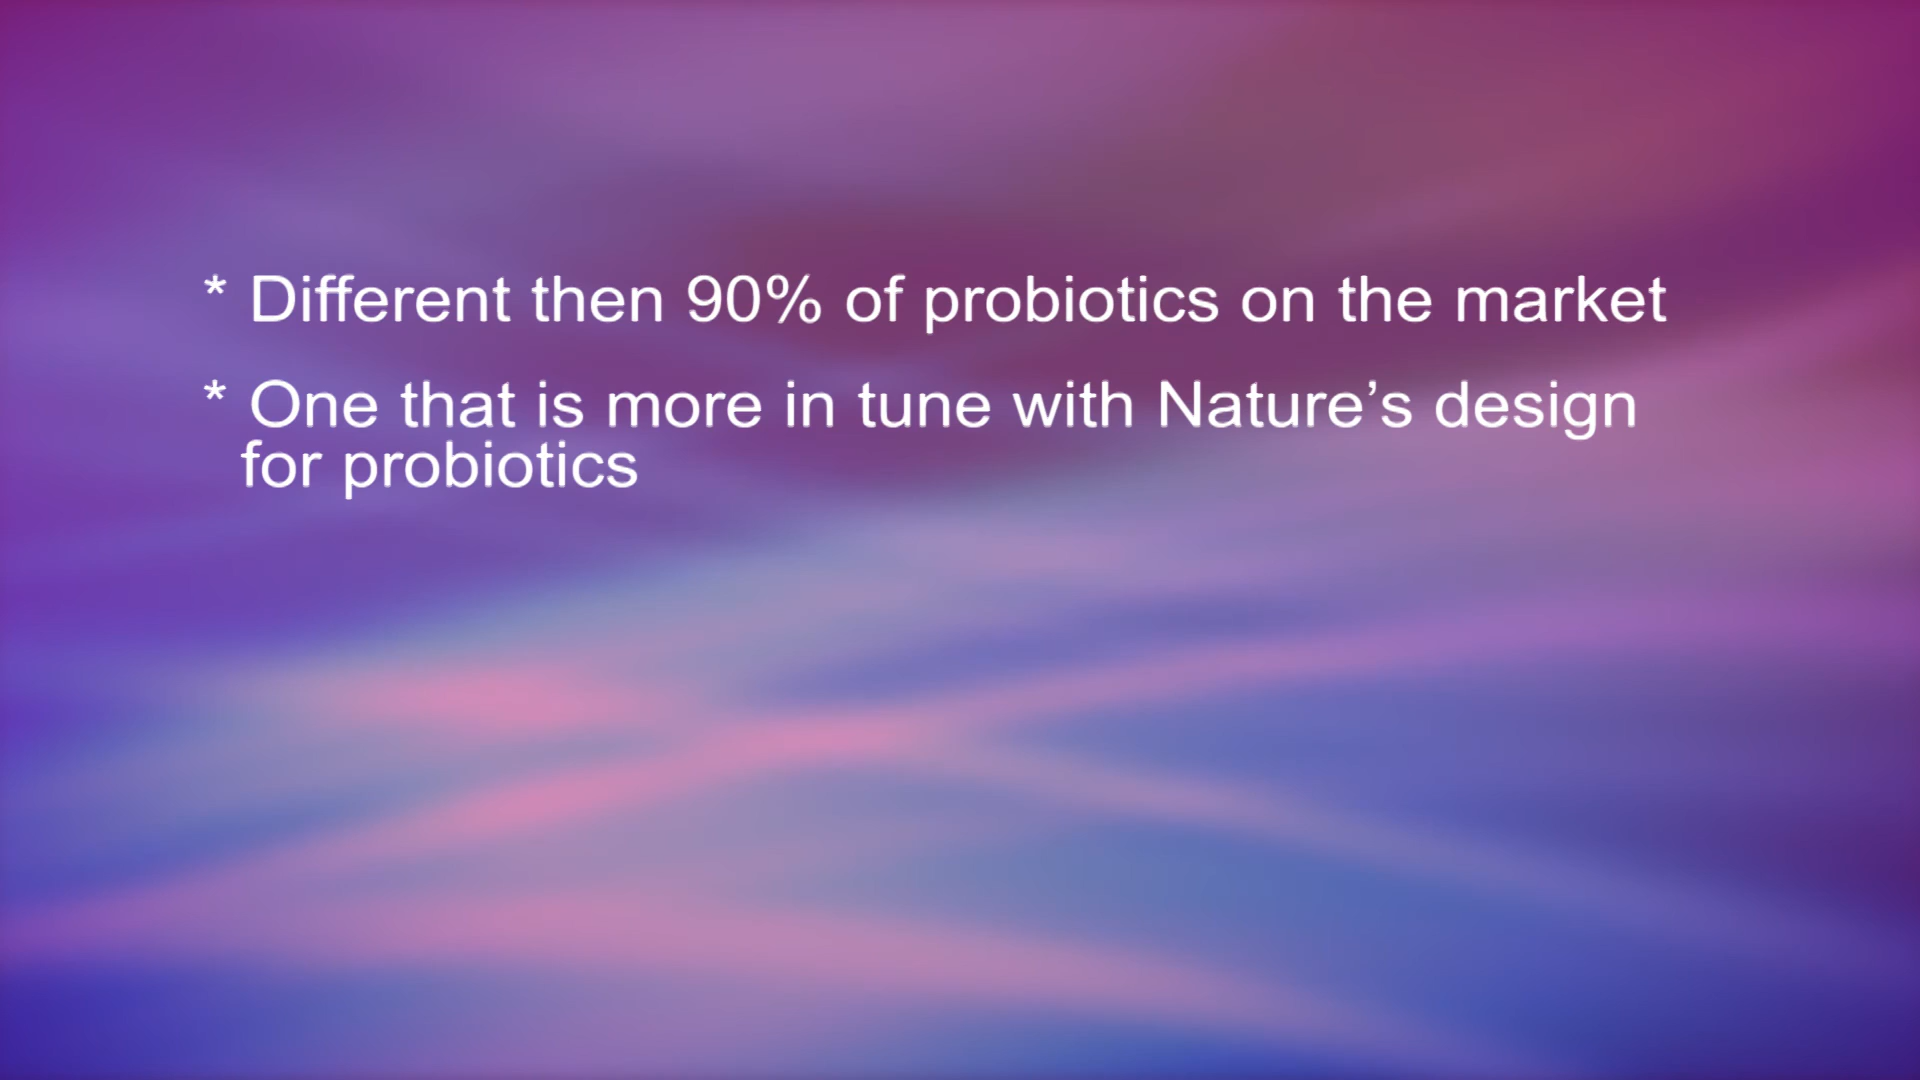 * Different then 90% of probiotics on the market
* One that is more in tune with Nature’s design
for probiotics